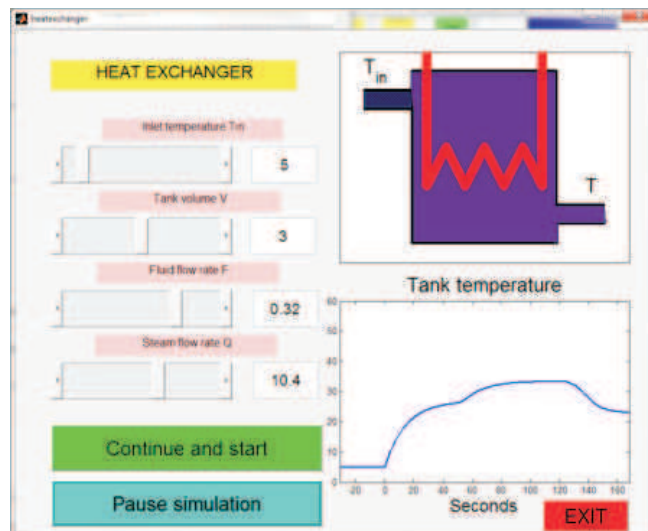 heatexchanger
HEAT EXCHANGER
Inlet temperature Tin
5
Tank volume V
3
Fluid flow rate F
0.32
Steam flow rate Q
10.4
Continue and start
Pause simulation
T_in
T
Tank temperature
60
50
40
30
20
10
0
-20 0 20 40 60 80 100 120 140 160
Seconds
EXIT